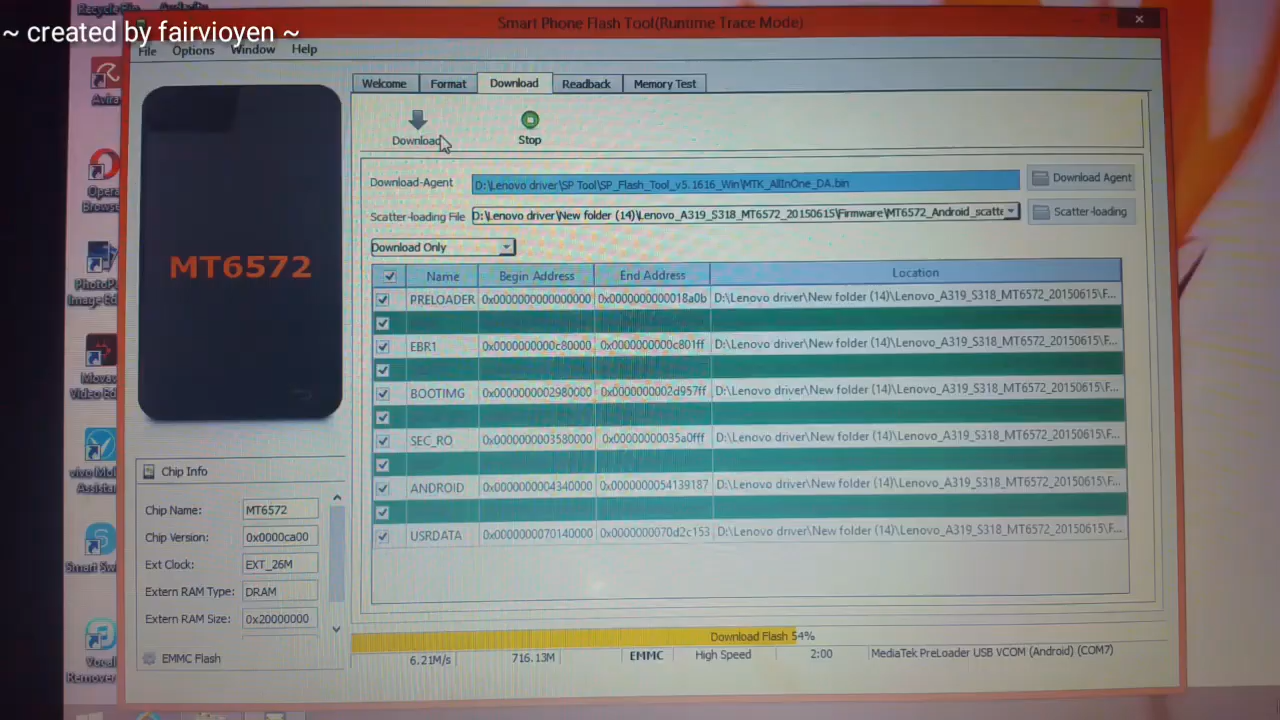 Smart Phone Flash Tool(Runtime Trace Mode)
~ created by fairvioyen ~
File Options Window Help
Avira
Opera
Browse
Welcome Format Download Readback Memory Test
Download Stop
Download-Agent D:\Lenovo driver\SP Tool\SP_Flash_Tool_v5.1616_Win\MTK_AllInOne_DA.bin Download Agent
Scatter-loading File D:\Lenovo driver\New folder (14)\Lenovo_A319_S318_MT6572_20150615\Firmware\MT6572_Android_scatte Scatter-loading
Download Only
MT6572
Name Begin Address End Address Location
PRELOADER 0x0000000000000000 0x0000000000018a0b D:\Lenovo driver\New folder (14)\Lenovo_A319_S318_MT6572_20150615\F...
EBR1 0x0000000000c80000 0x0000000000c801ff D:\Lenovo driver\New folder (14)\Lenovo_A319_S318_MT6572_20150615\F...
BOOTIMG 0x0000000002980000 0x0000000002d957ff D:\Lenovo driver\New folder (14)\Lenovo_A319_S318_MT6572_20150615\F...
SEC_RO 0x0000000003580000 0x00000000035a0fff D:\Lenovo driver\New folder (14)\Lenovo_A319_S318_MT6572_20150615\F...
ANDROID 0x0000000004340000 0x0000000054139187 D:\Lenovo driver\New folder (14)\Lenovo_A319_S318_MT6572_20150615\F...
USRDATA 0x0000000070140000 0x0000000070d2c153 D:\Lenovo driver\New folder (14)\Lenovo_A319_S318_MT6572_20150615\F...
Chip Info
Chip Name: MT6572
Chip Version: 0x0000ca00
Ext Clock: EXT_26M
Extern RAM Type: DRAM
Extern RAM Size: 0x20000000
EMMC Flash
Download Flash 54%
6.21M/s 716.13M EMMC High Speed 2:00 MediaTek PreLoader USB VCOM (Android) (COM7)